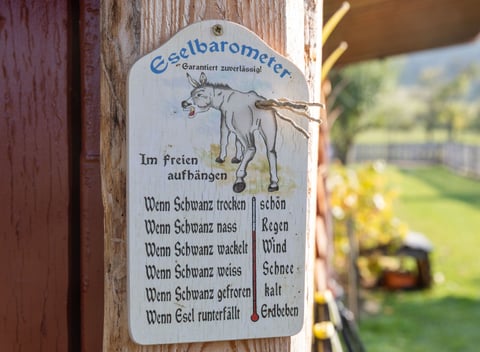 Eselbarometer
Garantiert zuverlässig!
Im freien
aufhängen
Wenn Schwanz trocken schön
Wenn Schwanz nass Regen
Wenn Schwanz wackelt Wind
Wenn Schwanz weiss Schnee
Wenn Schwanz gefroren kalt
Wenn Esel runterfällt Erdbeben